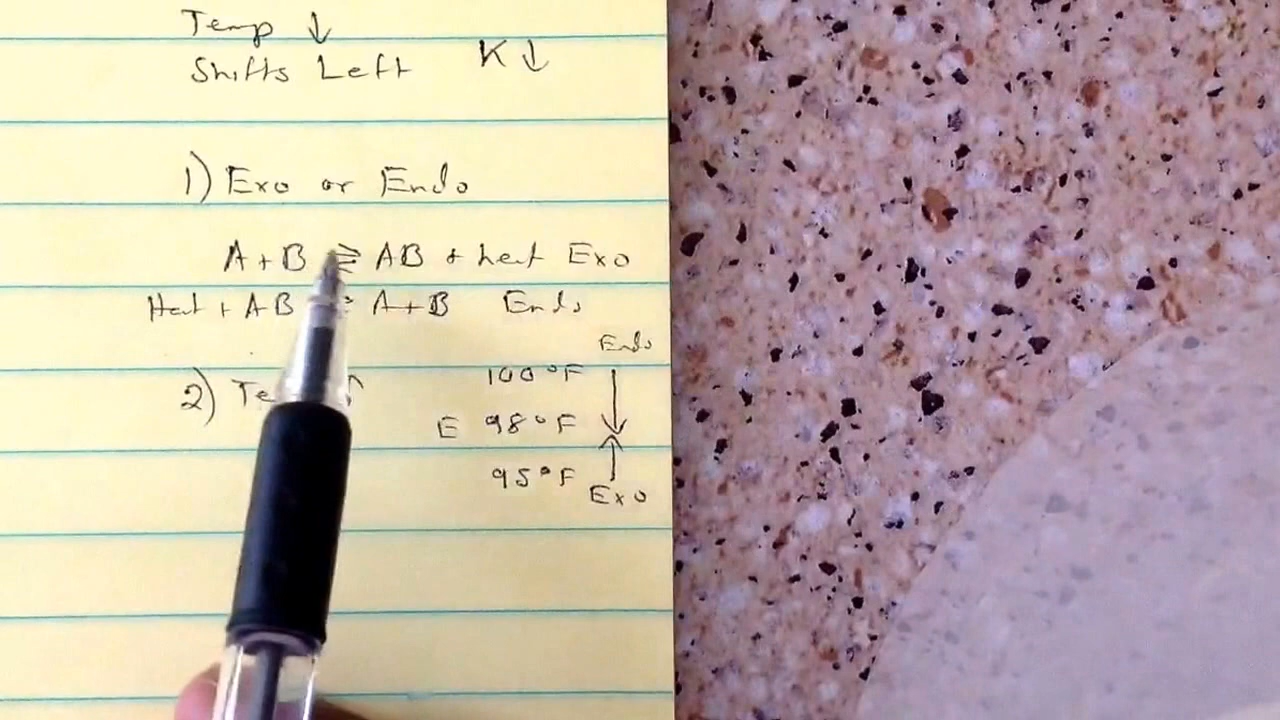 Temp ↓
Shifts Left K↓
1) Exo or Endo
A + B ⇌ AB + heat Exo
Heat + AB A + B Endo
Endo
100°F
2) ↑
E 98°F
95°F
Exo